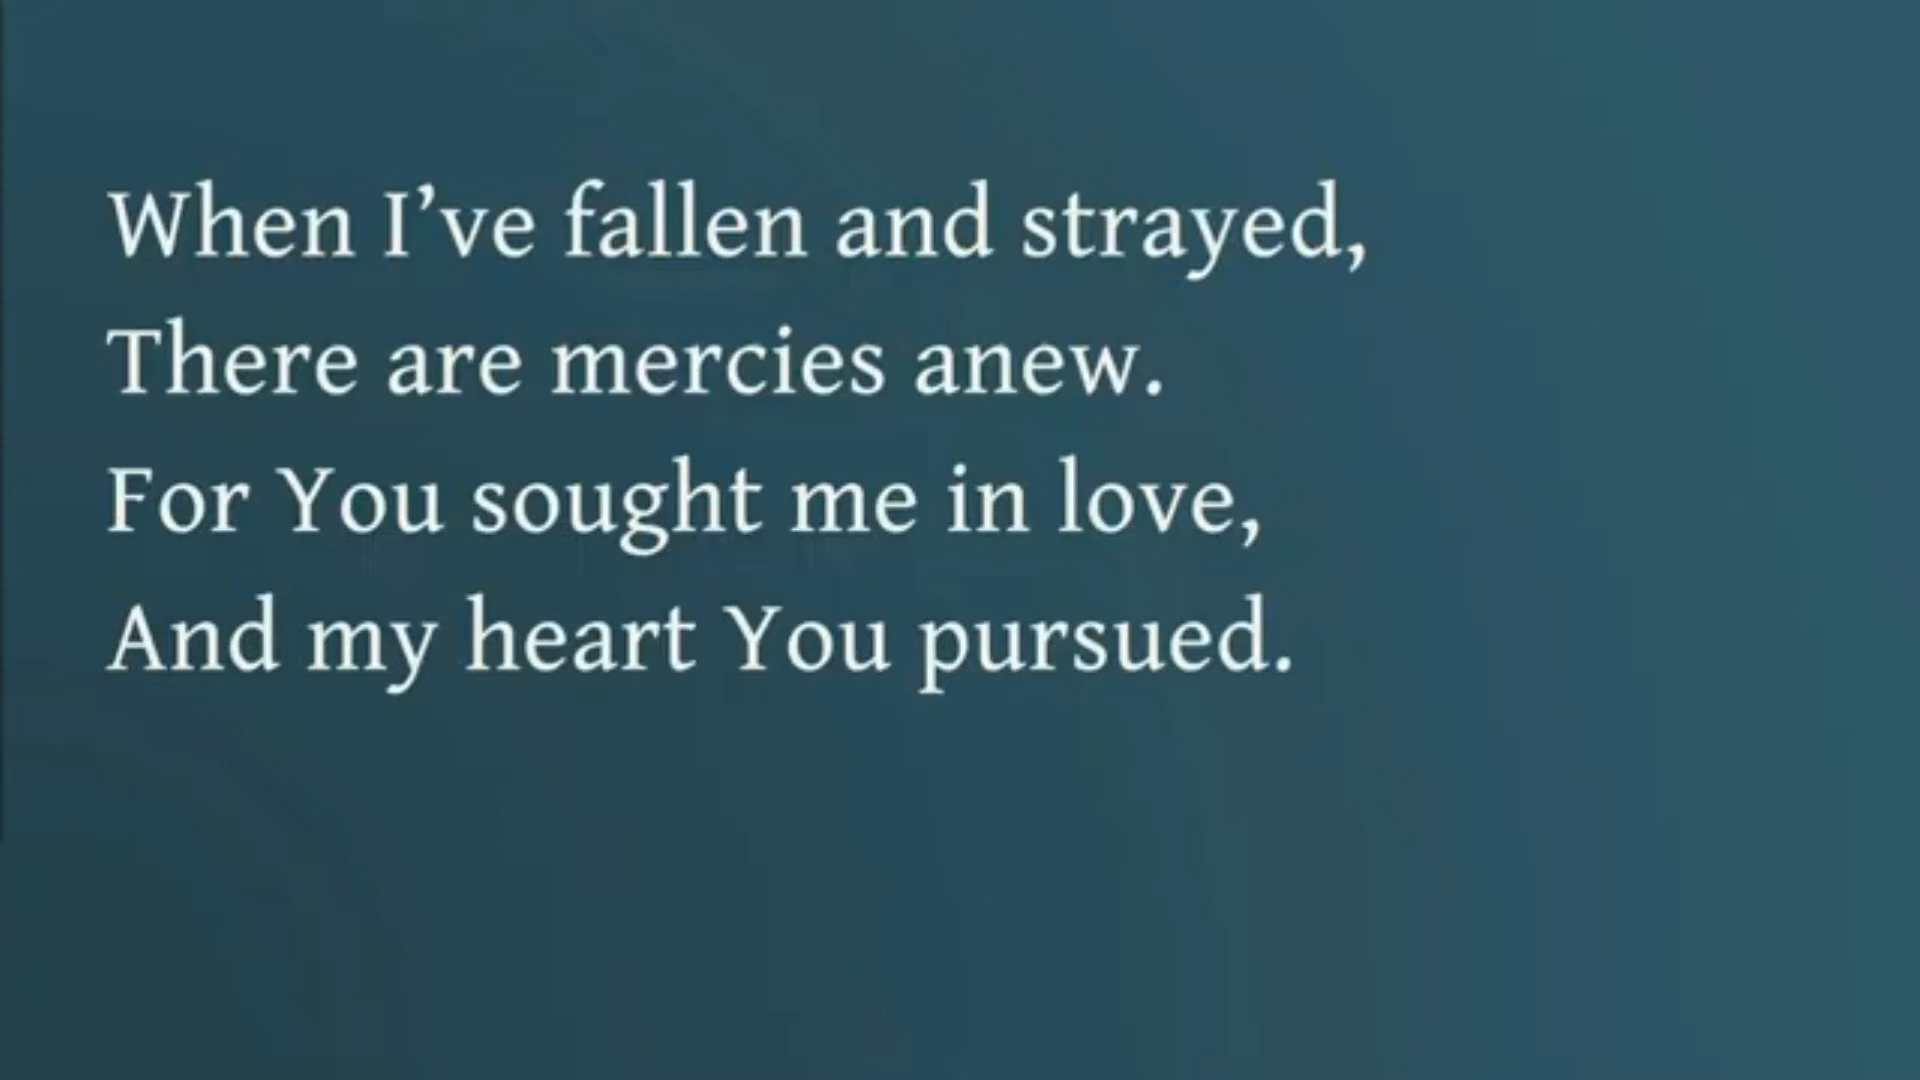 When I’ve fallen and strayed,
There are mercies anew.
For You sought me in love,
And my heart You pursued.